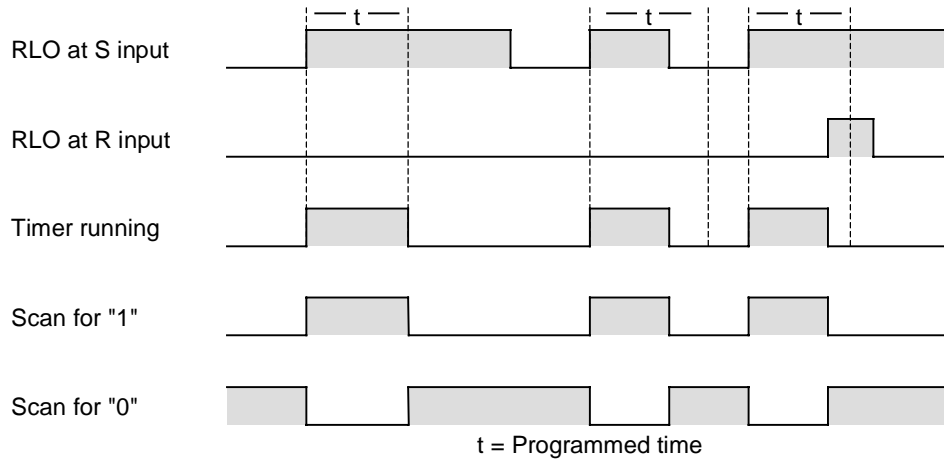 t t t
RLO at S input
RLO at R input
Timer running
Scan for "1"
Scan for "0"
t = Programmed time